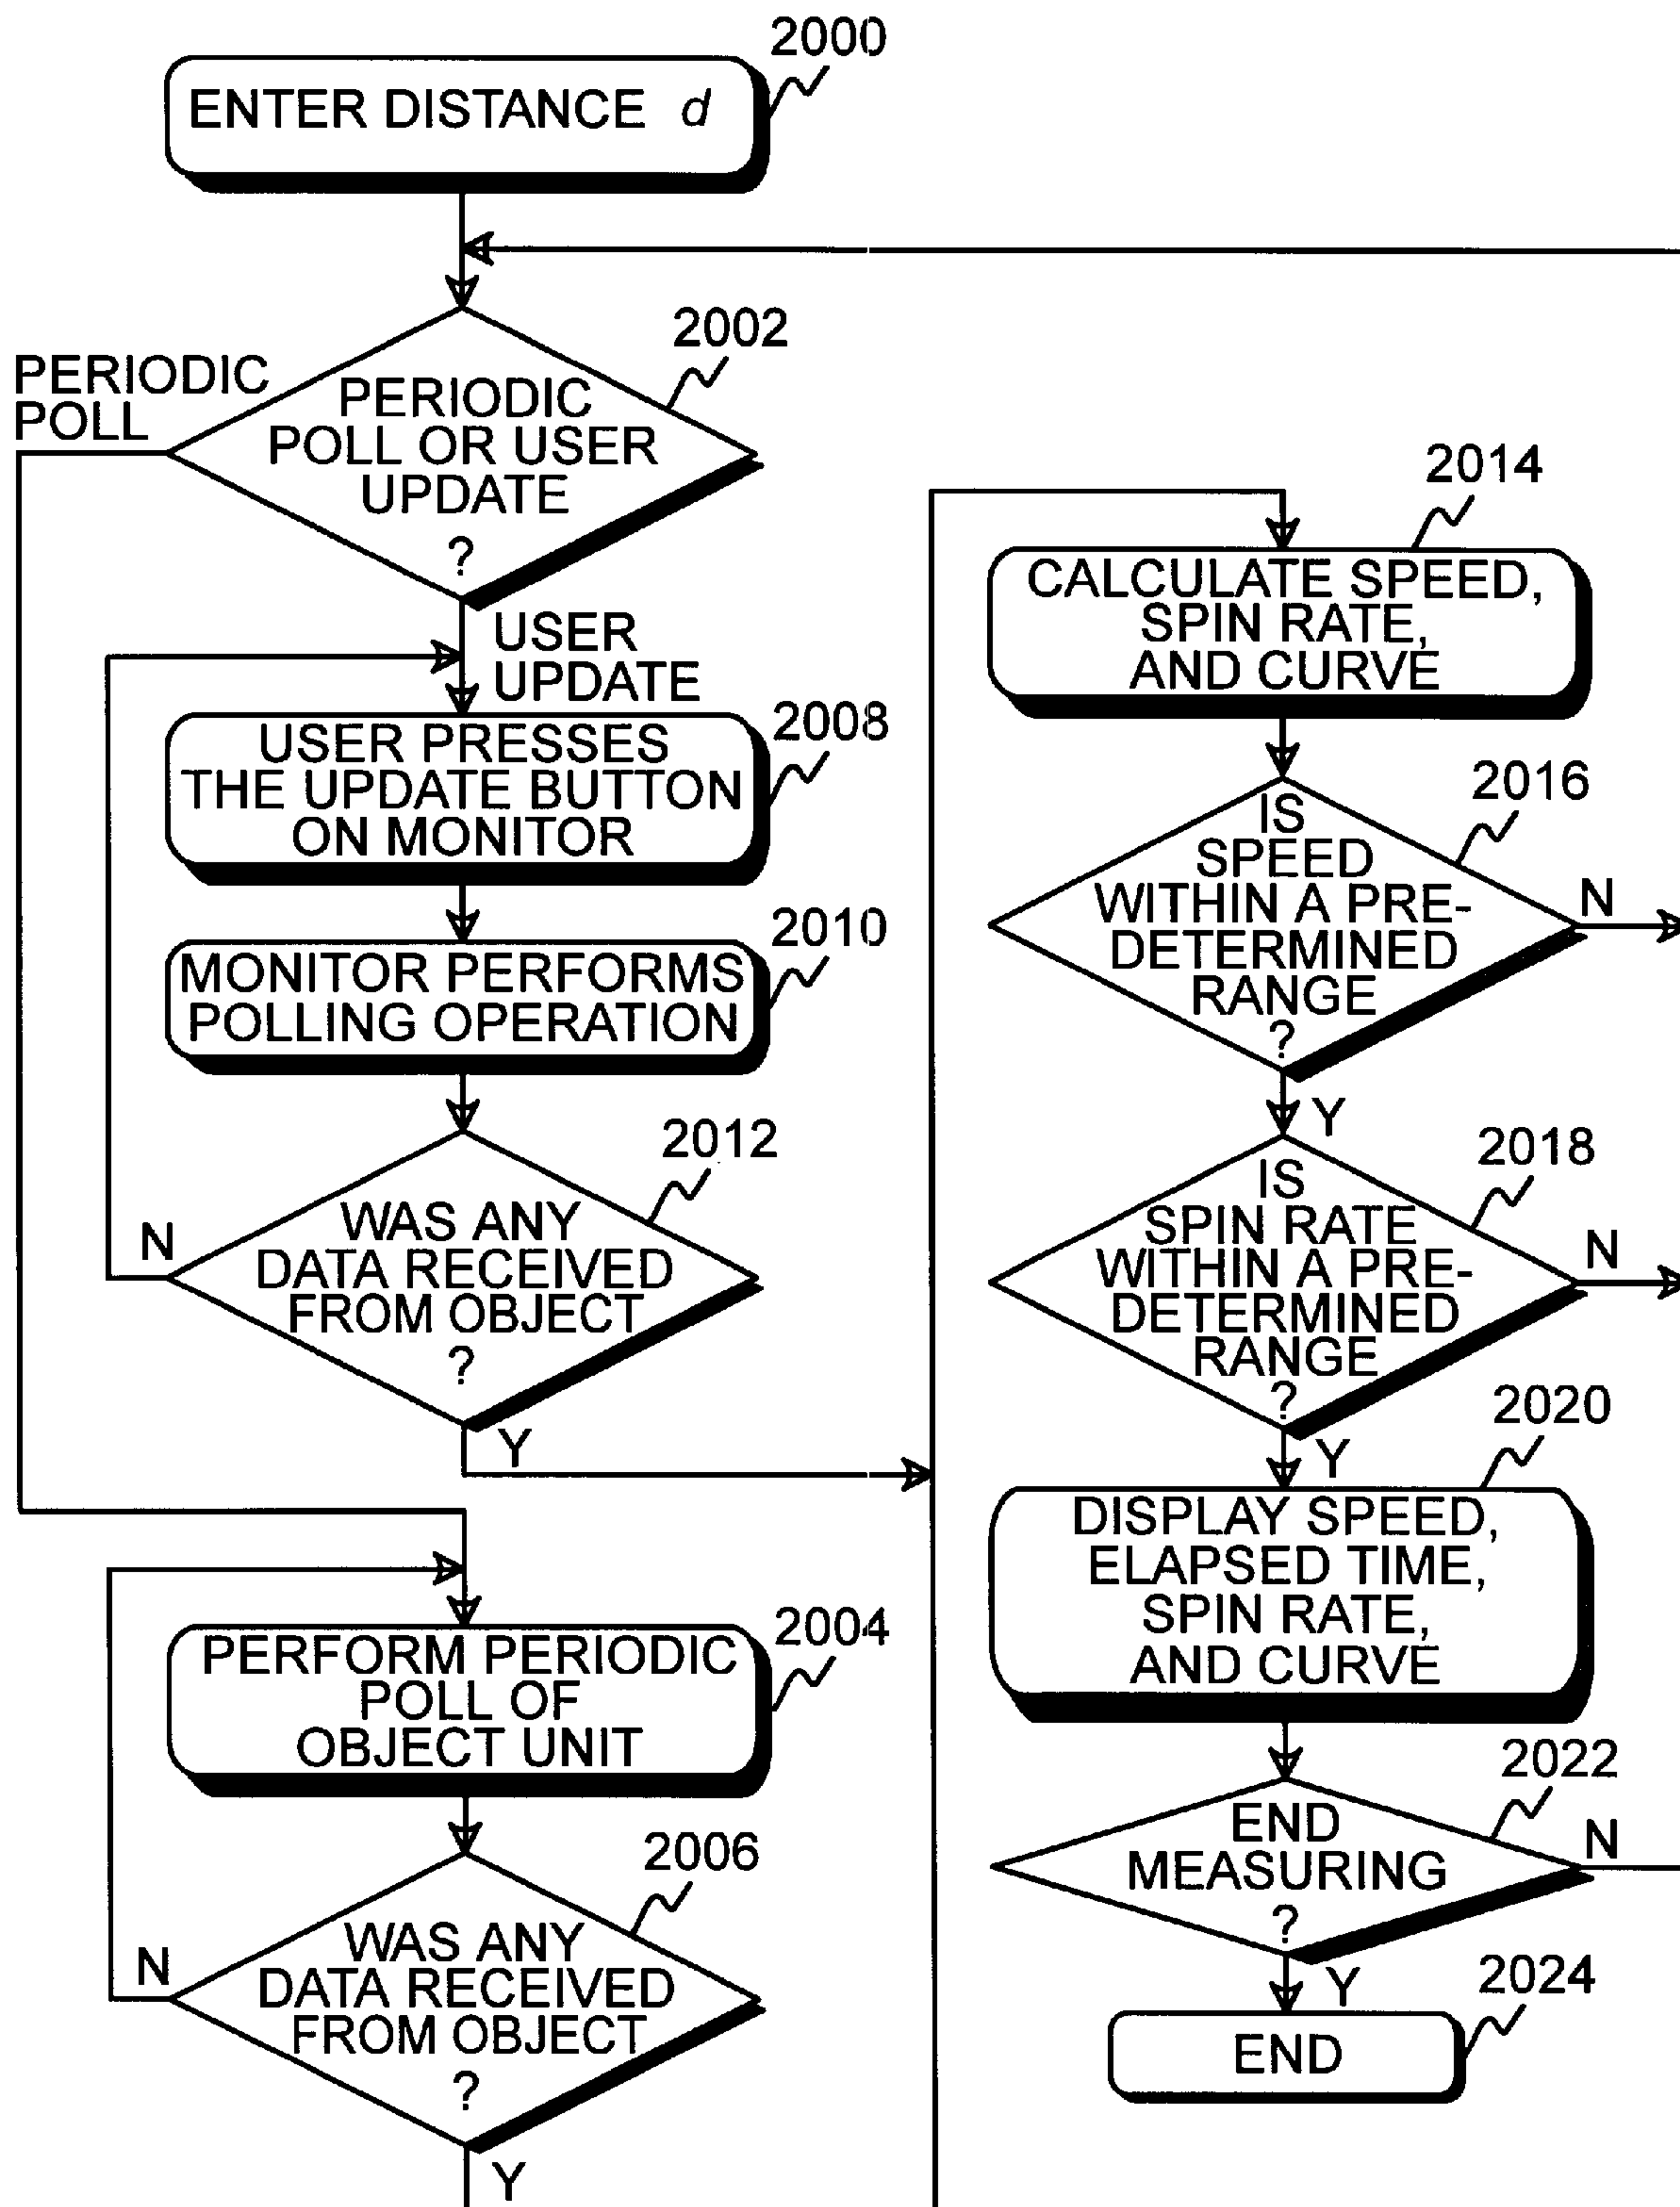 2000
ENTER DISTANCE d
2002
PERIODIC
POLL
PERIODIC
POLL OR USER
UPDATE
?
USER
UPDATE
2008
USER PRESSES
THE UPDATE BUTTON
ON MONITOR
2010
MONITOR PERFORMS
POLLING OPERATION
2012
WAS ANY
DATA RECEIVED
FROM OBJECT
?
N
Y
2004
PERFORM PERIODIC
POLL OF
OBJECT UNIT
2006
WAS ANY
DATA RECEIVED
FROM OBJECT
?
N
Y
2014
CALCULATE SPEED,
SPIN RATE,
AND CURVE
2016
IS
SPEED
WITHIN A PRE-
DETERMINED
RANGE
?
N
Y
2018
IS
SPIN RATE
WITHIN A PRE-
DETERMINED
RANGE
?
N
Y
2020
DISPLAY SPEED,
ELAPSED TIME,
SPIN RATE,
AND CURVE
2022
END
MEASURING
?
N
Y
2024
END